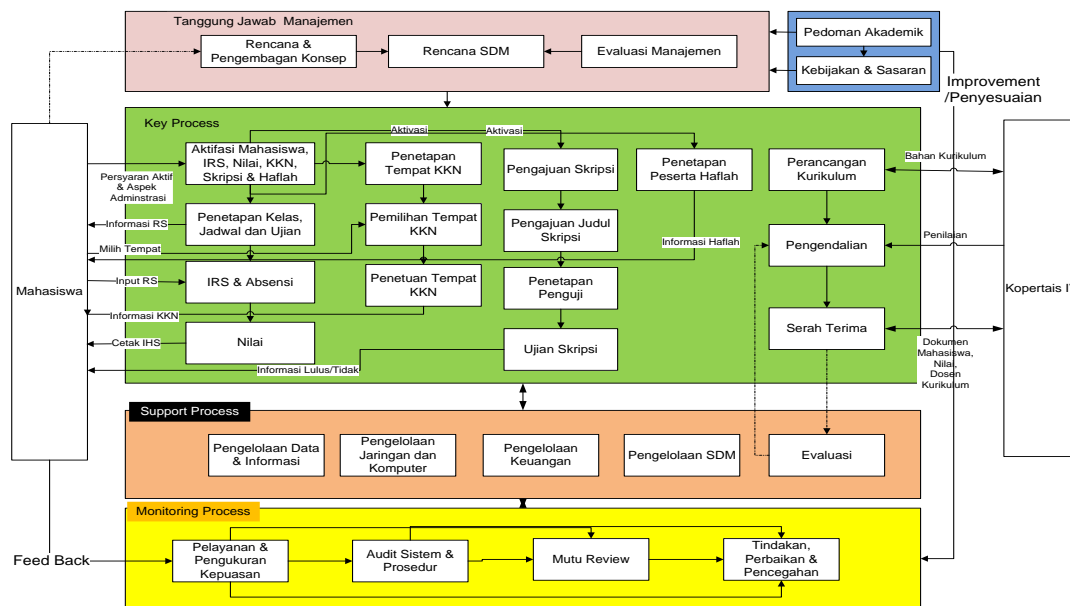 Tanggung Jawab  Manajemen
Rencana &
Pengembagan Konsep
Rencana SDM
Evaluasi Manajemen
Pedoman Akademik
Kebijakan & Sasaran
Improvement
/Penyesuaian
Key Process
Aktivasi
Aktivasi
Aktifasi Mahasiswa,
IRS, Nilai, KKN,
Skripsi & Haflah
Penetapan
Tempat KKN
Pengajuan Skripsi
Penetapan
Peserta Haflah
Perancangan
Kurikulum
Bahan Kurikulum
Persyaran Aktif
& Aspek
Adminstrasi
Penetapan Kelas,
Jadwal dan Ujian
Pemilihan Tempat
KKN
Pengajuan Judul
Skripsi
Informasi RS
Milih Tempat
Informasi Haflah
Pengendalian
Penilaian
Mahasiswa
Input RS
IRS & Absensi
Penetuan Tempat
KKN
Penetapan
Penguji
Informasi KKN
Serah Terima
Cetak IHS
Nilai
Ujian Skripsi
Informasi Lulus/Tidak
Dokumen
Mahasiswa,
Nilai,
Dosen
Kurikulum
Support Process
Pengelolaan Data
& Informasi
Pengelolaan
Jaringan dan
Komputer
Pengelolaan
Keuangan
Pengelolaan SDM
Evaluasi
Monitoring Process
Feed Back
Pelayanan &
Pengukuran
Kepuasan
Audit Sistem &
Prosedur
Mutu Review
Tindakan,
Perbaikan &
Pencegahan
Kopertais